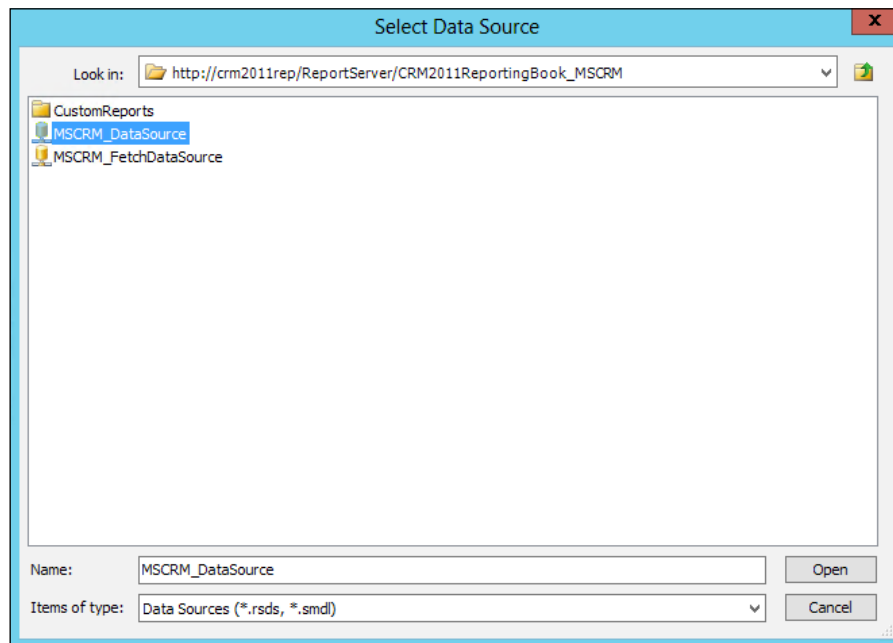 Select Data Source
x
Look in: http://crm2011rep/ReportServer/CRM2011ReportingBook_MSCRM
CustomReports
MSCRM_DataSource
MSCRM_FetchDataSource
Name: MSCRM_DataSource Open
Items of type: Data Sources (*.rsds, *.smdl) Cancel